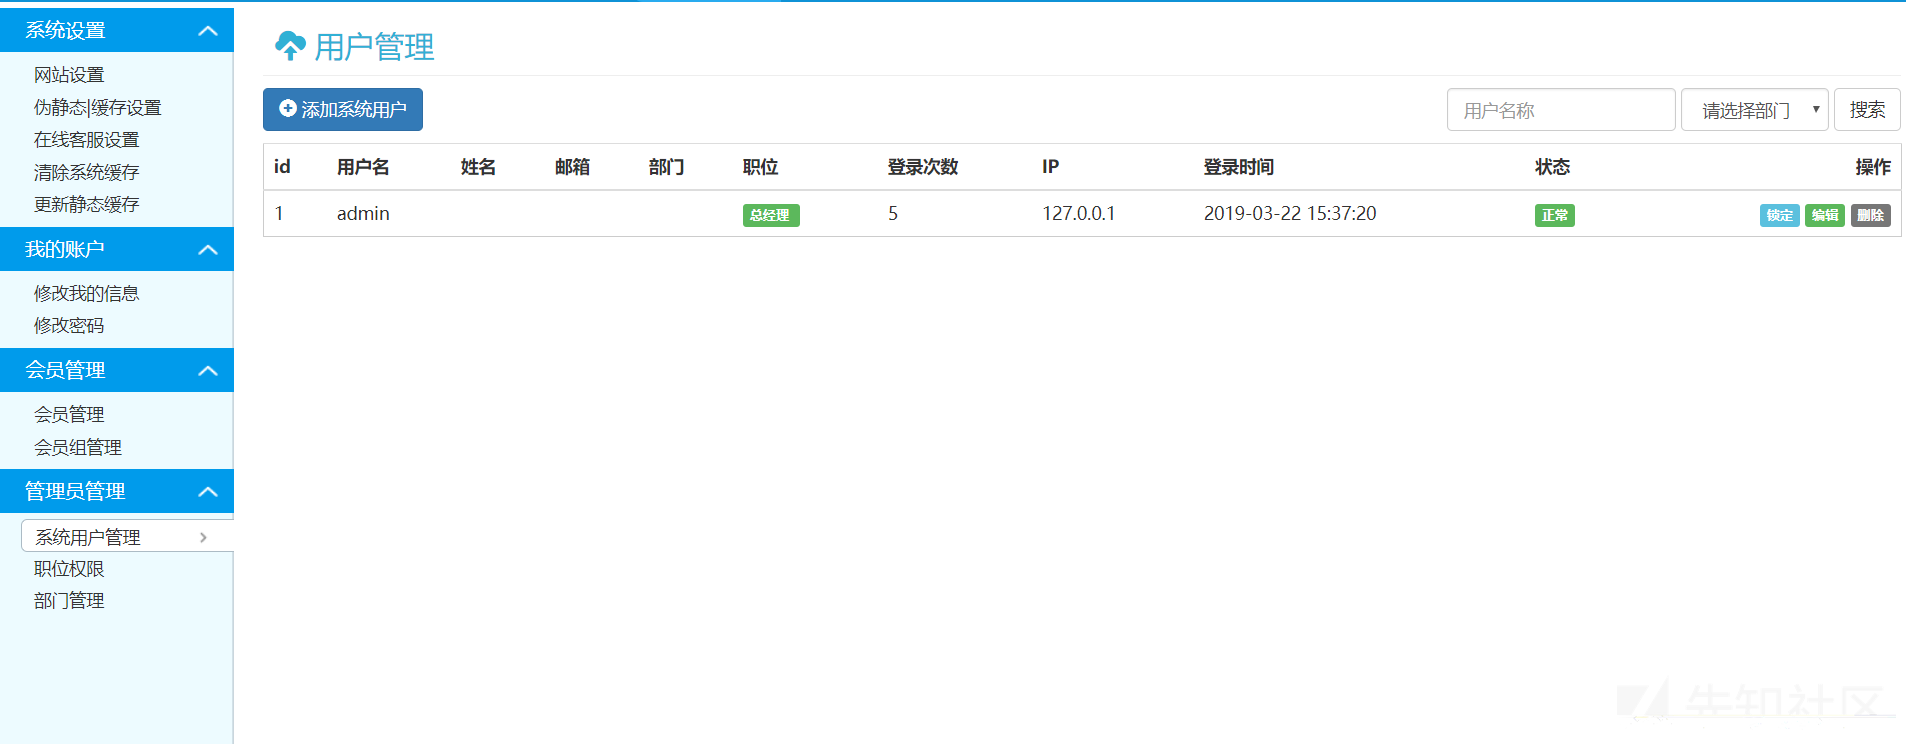 系统设置
网站设置
伪静态|缓存设置
在线客服设置
清除系统缓存
更新静态缓存
我的账户
修改我的信息
修改密码
会员管理
会员管理
会员组管理
管理员管理
系统用户管理
职位权限
部门管理
用户管理
添加系统用户 用户名称 请选择部门 搜索
id 用户名 姓名 邮箱 部门 职位 登录次数 IP 登录时间 状态 操作
1 admin 总经理 5 127.0.0.1 2019-03-22 15:37:20 正常 锁定 编辑 删除
先知社区